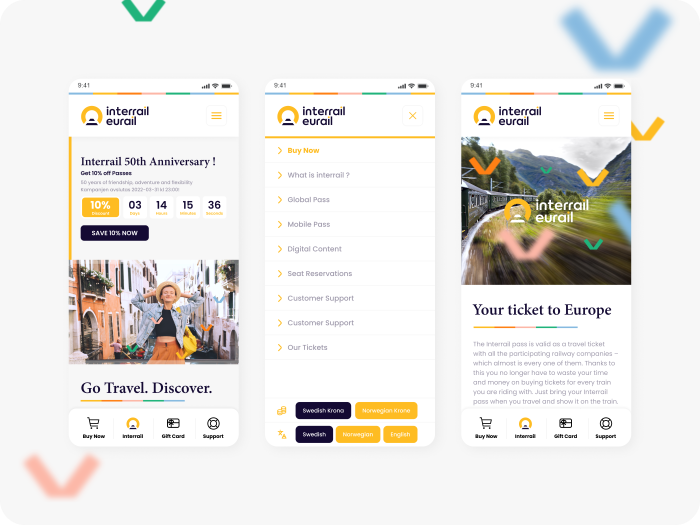 9:41
interrail
eurail
Interrail 50th Anniversary !
Get 10% off Passes
50 years of friendship, adventure and flexibility
Kampanjen avslutas 2022-03-31 kl 23:00!
10%
Discount
03
Days
14
Hours
15
Minutes
36
Seconds
SAVE 10% NOW
Go Travel. Discover.
Buy Now
Interrail
Gift Card
Support
9:41
interrail
eurail
Buy Now
What is interrail ?
Global Pass
Mobile Pass
Digital Content
Seat Reservations
Customer Support
Customer Support
Our Tickets
Swedish Krona
Norwegian Krone
Swedish
Norwegian
English
9:41
interrail
eurail
interrail
eurail
Your ticket to Europe
The Interrail pass is valid as a travel ticket
with all the participating railway companies –
which almost is every one of them. Thanks to
this you no longer have to waste your time
and money on buying tickets for every train
you are riding with. Just bring your Interrail
pass when you travel and show it on the train.
Buy Now
Interrail
Gift Card
Support